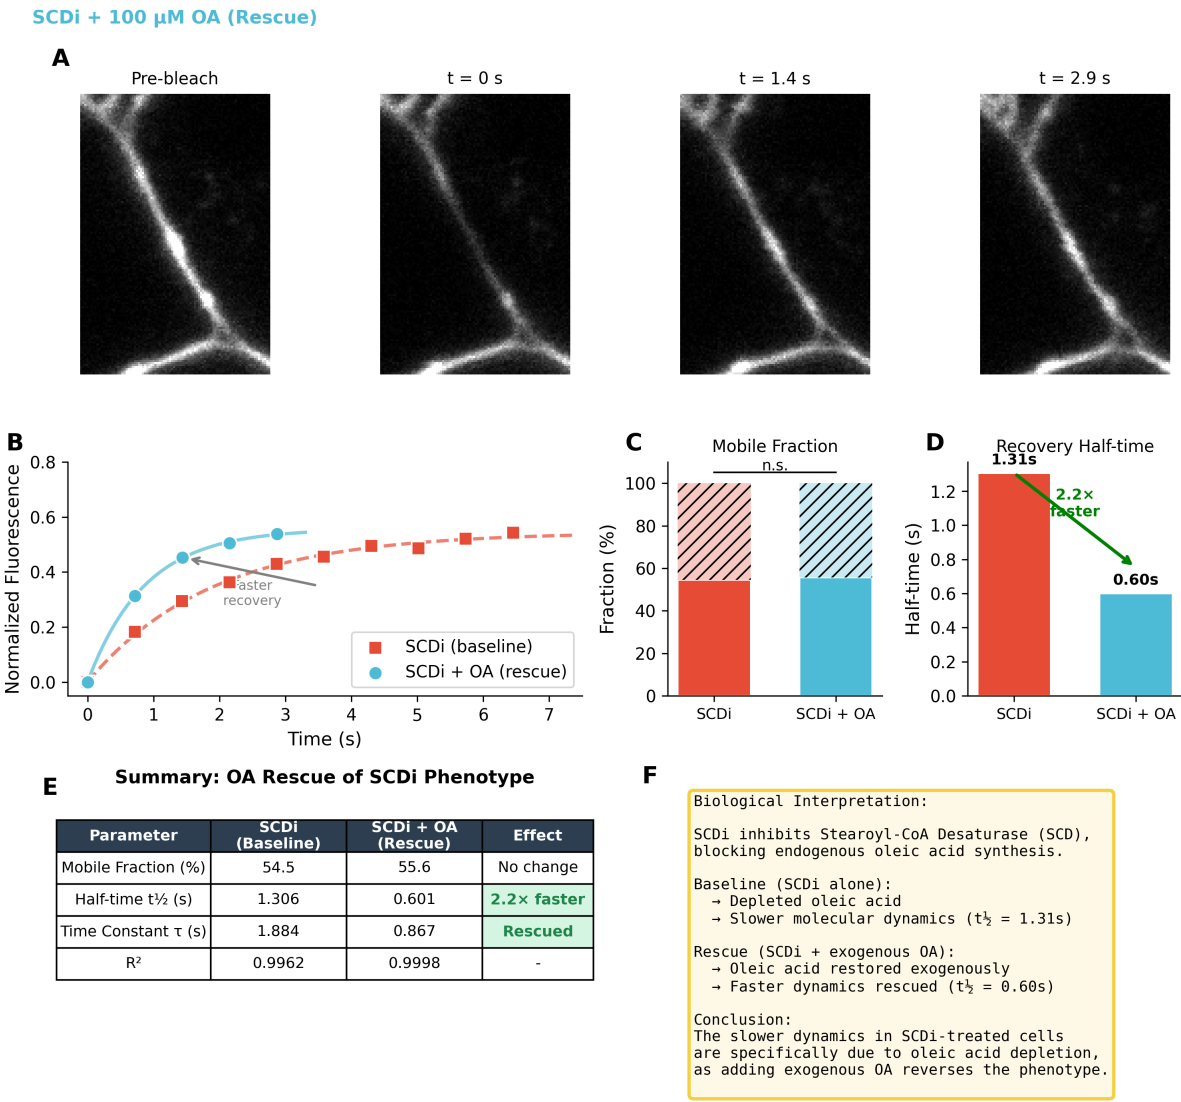 SCDi + 100 μM OA (Rescue)
A
Pre-bleach
t = 0 s
t = 1.4 s
t = 2.9 s
B
Normalized Fluorescence
0.8
0.6
0.4
0.2
0.0
0 1 2 3 4 5 6 7
Time (s)
aster
recovery
SCDi (baseline)
SCDi + OA (rescue)
C
Mobile Fraction
n.s.
Fraction (%)
100
80
60
40
20
0
SCDi
SCDi + OA
D
Recovery Half-time
1.31s
2.2×
faster
0.60s
Half-time (s)
1.2
1.0
0.8
0.6
0.4
0.2
0.0
SCDi
SCDi + OA
E
Summary: OA Rescue of SCDi Phenotype
Parameter SCDi (Baseline) SCDi + OA (Rescue) Effect
Mobile Fraction (%) 54.5 55.6 No change
Half-time t½ (s) 1.306 0.601 2.2× faster
Time Constant τ (s) 1.884 0.867 Rescued
R² 0.9962 0.9998 -
F
Biological Interpretation:
SCDi inhibits Stearoyl-CoA Desaturase (SCD),
blocking endogenous oleic acid synthesis.
Baseline (SCDi alone):
→ Depleted oleic acid
→ Slower molecular dynamics (t½ = 1.31s)
Rescue (SCDi + exogenous OA):
→ Oleic acid restored exogenously
→ Faster dynamics rescued (t½ = 0.60s)
Conclusion:
The slower dynamics in SCDi-treated cells
are specifically due to oleic acid depletion,
as adding exogenous OA reverses the phenotype.